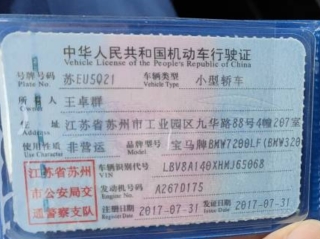 中华人民共和国机动车行驶证
Vehicle License of the People's Republic of China
号牌号码 苏EU5Q21 车辆类型 小型轿车
Plate No. Vehicle Type
所有人 王卓群
Owner
住址 江苏省苏州市工业园区九华路88号4幢207室
Address
使用性质 非营运 品牌型号 宝马牌BMW7200LF(BMW320
Use Character Model
江苏省苏州 车辆识别代号 LBV8A140XHMJ65068
VIN
市公安局交 发动机号码 A267D175
Engine No.
通警察支队 注册日期 2017-07-31 发证日期 2017-07-31
Register Date Issue Date